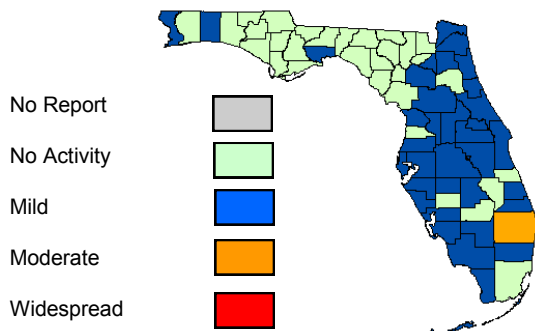 No Report
No Activity
Mild
Moderate
Widespread